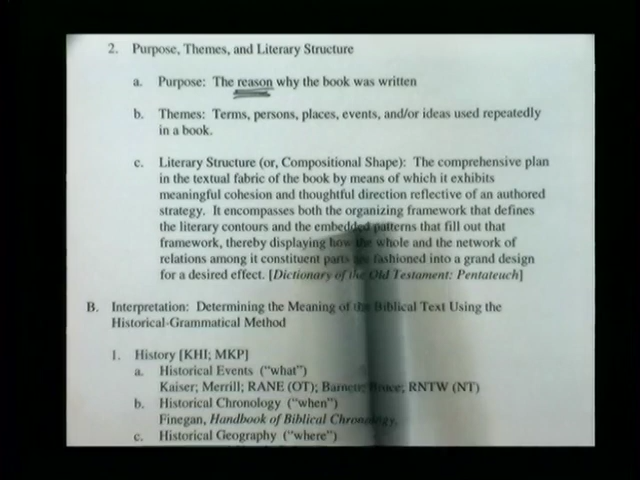 2. Purpose, Themes, and Literary Structure
a. Purpose: The reason why the book was written
b. Themes: Terms, persons, places, events, and/or ideas used repeatedly
in a book.
c. Literary Structure (or, Compositional Shape): The comprehensive plan
in the textual fabric of the book by means of which it exhibits
meaningful cohesion and thoughtful direction reflective of an authored
strategy. It encompasses both the organizing framework that defines
the literary contours and the embedded patterns that fill out that
framework, thereby displaying how the whole and the network of
relations among it constituent parts are fashioned into a grand design
for a desired effect. [Dictionary of the Old Testament: Pentateuch]
B. Interpretation: Determining the Meaning of the Biblical Text Using the
Historical-Grammatical Method
1. History [KHI; MKP]
a. Historical Events ("what")
Kaiser; Merrill; RANE (OT); Barnett; Bruce; RNTW (NT)
b. Historical Chronology ("when")
Finegan, Handbook of Biblical Chronology.
c. Historical Geography ("where")